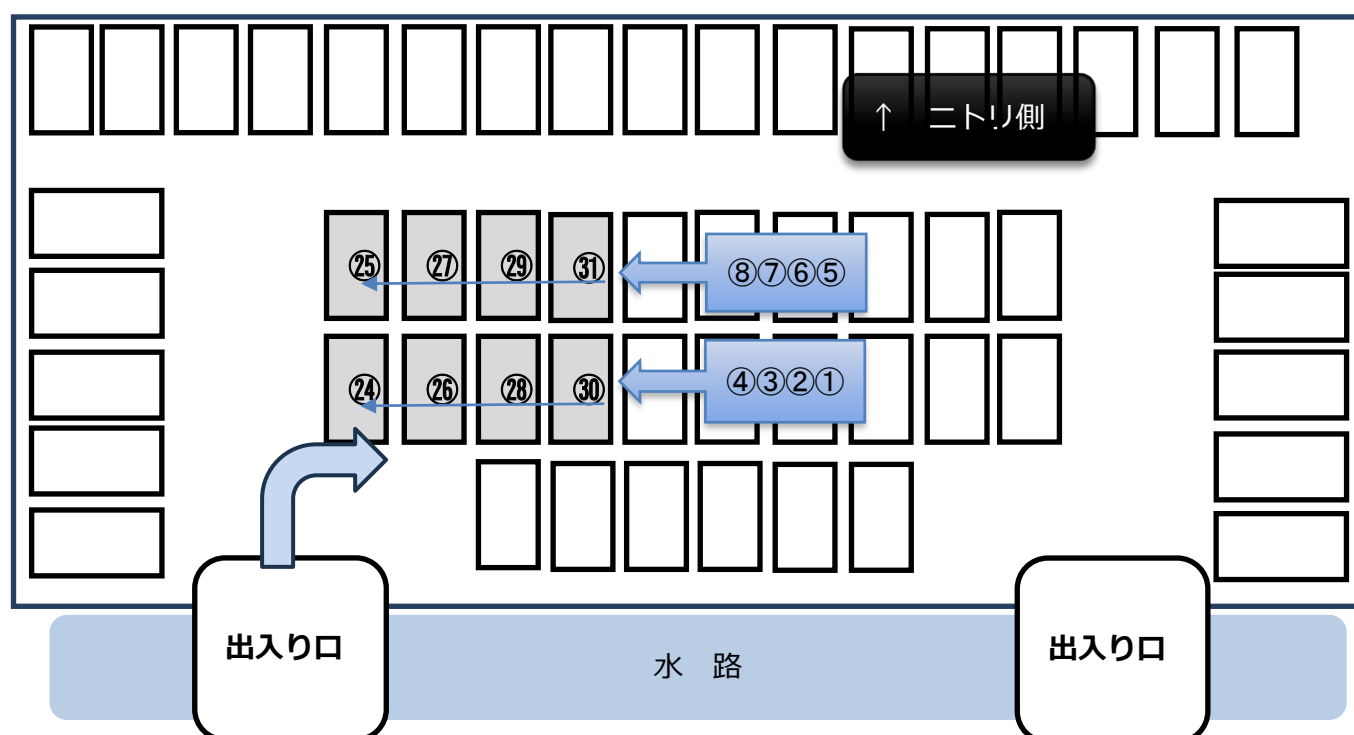 ↑ ニトリ側
㉕ ㉗ ㉙ ㉛
⑧⑦⑥⑤
㉔ ㉖ ㉘ ㉚
④③②①
出入り口
水 路
出入り口